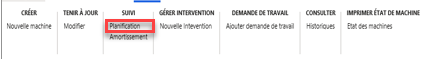 CRÉER TENIR À JOUR SUIVI GÉRER INTERVENTION DEMANDE DE TRAVAIL CONSULTER IMPRIMER ÉTAT DE MACHINE
Nouvelle machine Modifier Planification Nouvelle Intevention Ajouter demande de travail Historiques Etat des machines
Amortissement